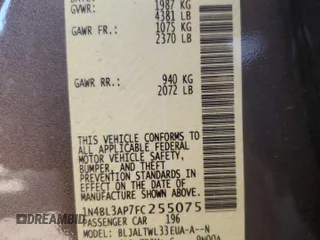 GVWR: 1987 KG
4381 LB
GAWR FR.: 1075 KG
2370 LB
GAWR RR.: 940 KG
2072 LB
THIS VEHICLE CONFORMS TO
ALL APPLICABLE FEDERAL
MOTOR VEHICLE SAFETY,
BUMPER, AND THEFT
PREVENTION STANDARDS
IN EFFECT ON THE DATE OF
MANUFACTURE SHOWN ABOVE.
1N4BL3AP7FC255075
PASSENGER CAR 196
MODEL: BLJALTWL33EUA-A--N